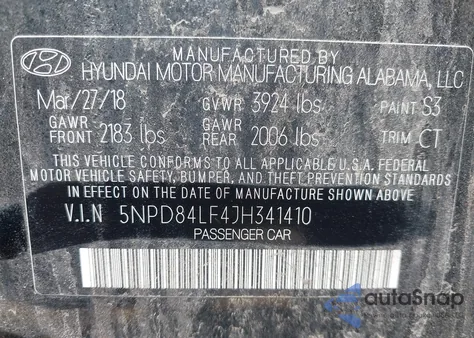 MANUFACTURED BY
HYUNDAI MOTOR MANUFACTURING ALABAMA, LLC
Mar/27/18 GVWR 3924 lbs PAINT S3
GAWR FRONT 2183 lbs GAWR REAR 2006 lbs TRIM CT
THIS VEHICLE CONFORMS TO ALL APPLICABLE U.S.A. FEDERAL
MOTOR VEHICLE SAFETY, BUMPER, AND THEFT PREVENTION STANDARDS
IN EFFECT ON THE DATE OF MANUFACTURE SHOWN ABOVE
V.I.N 5NPD84LF4JH341410
PASSENGER CAR
autoSnap